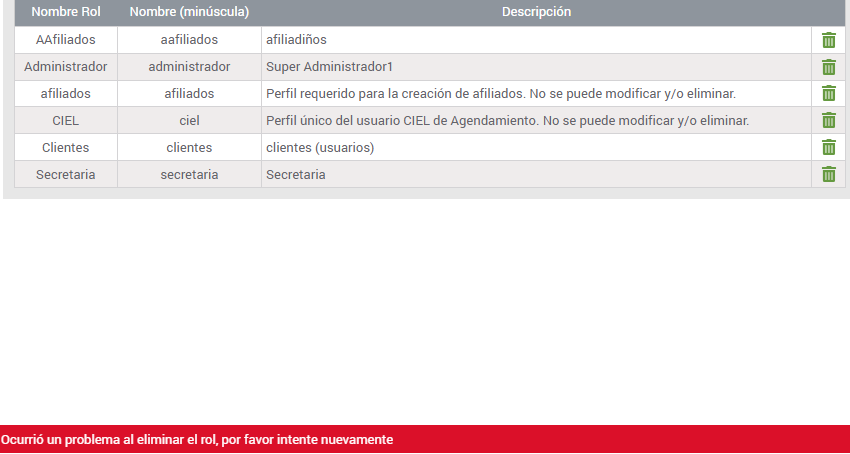 Nombre Rol Nombre (minúscula) Descripción
AAfiliados aafiliados afiliadiños
Administrador administrador Super Administrador1
afiliados afiliados Perfil requerido para la creación de afiliados. No se puede modificar y/o eliminar.
CIEL ciel Perfil único del usuario CIEL de Agendamiento. No se puede modificar y/o eliminar.
Clientes clientes clientes (usuarios)
Secretaria secretaria Secretaria
Ocurrió un problema al eliminar el rol, por favor intente nuevamente